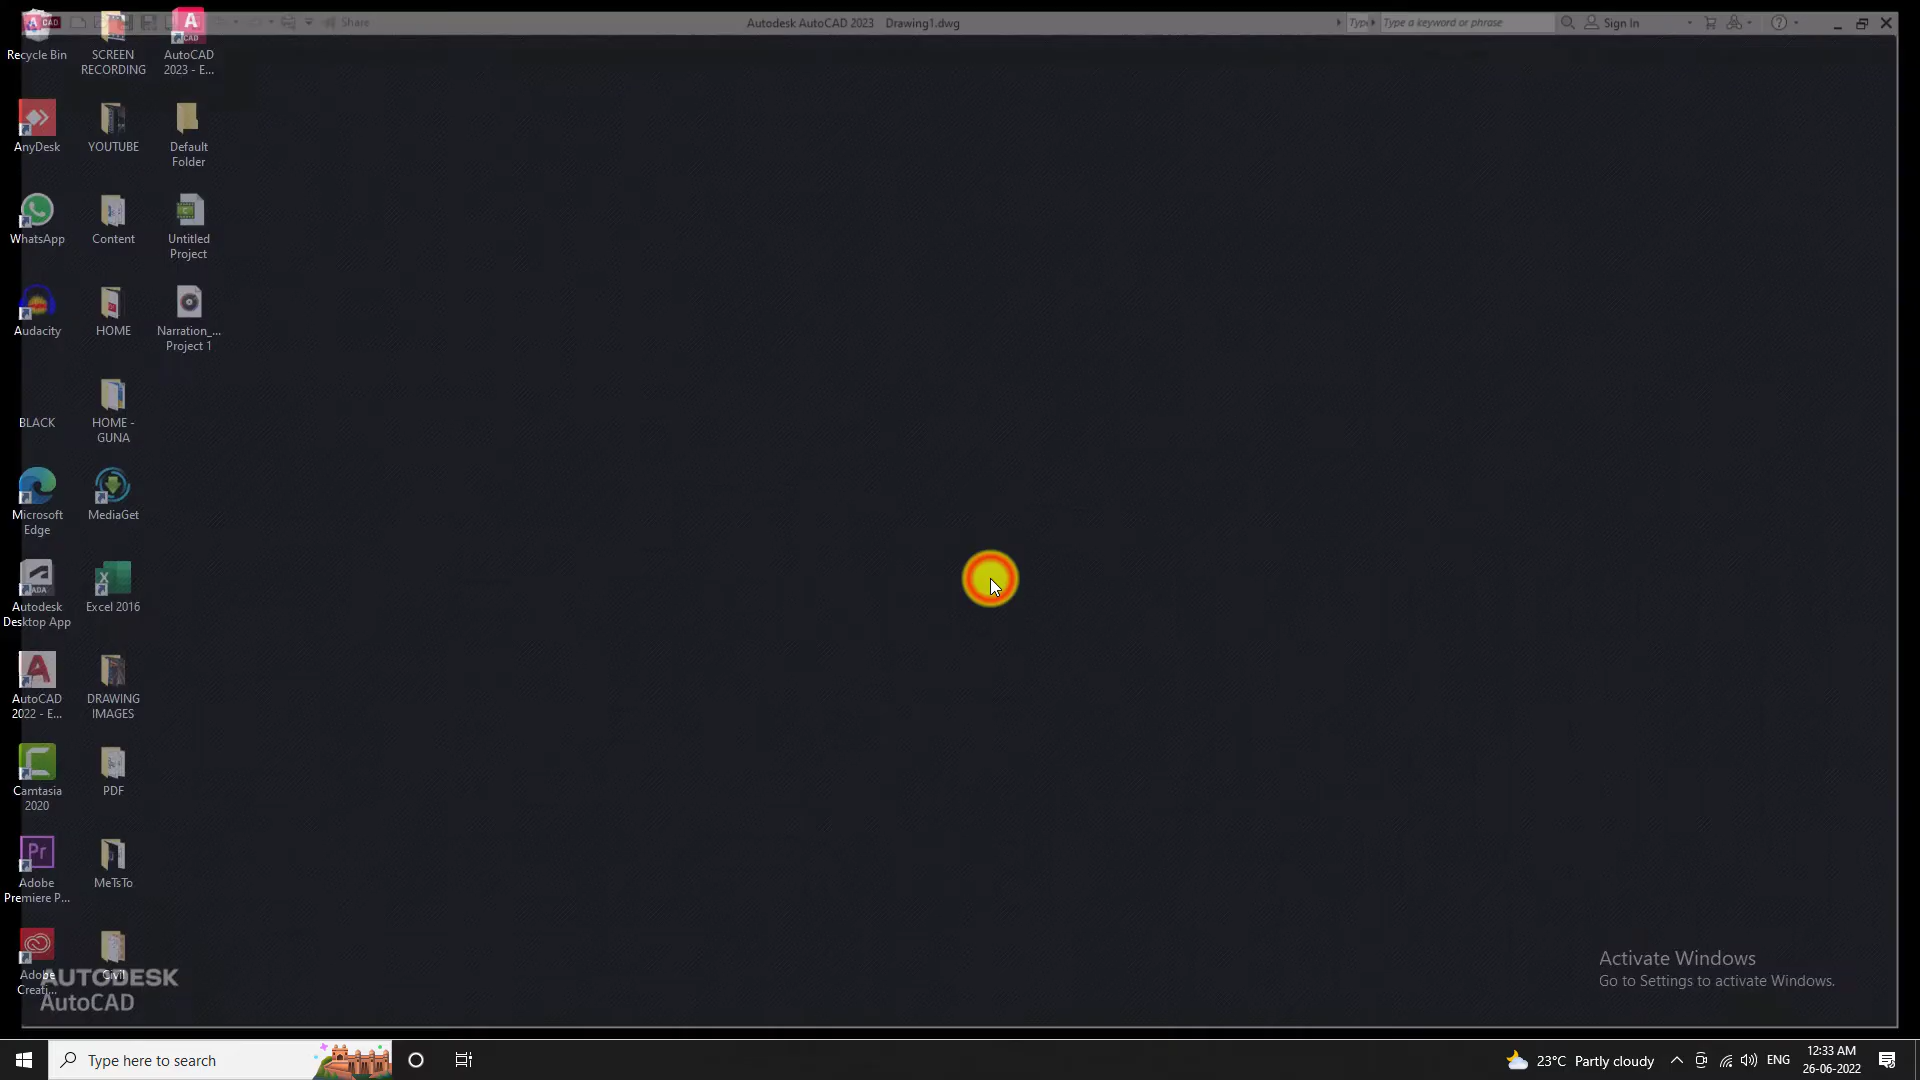 Share
Autodesk AutoCAD 2023 Drawing1.dwg
Type a keyword or phrase
Sign In
Recycle Bin
SCREEN
RECORDING
AutoCAD
2023 - E...
AnyDesk
YOUTUBE
Default
Folder
WhatsApp
Content
Untitled
Project
Audacity
HOME
Narration_...
Project 1
BLACK
HOME -
GUNA
Microsoft
Edge
MediaGet
Autodesk
Desktop App
Excel 2016
AutoCAD
2022 - E...
DRAWING
IMAGES
Camtasia
2020
PDF
Adobe
Premiere P...
MeTsTo
Adobe
Creati...
Civil
AUTODESK
AutoCAD
Activate Windows
Go to Settings to activate Windows.
Type here to search
23°C Partly cloudy
ENG
12:33 AM
26-06-2022